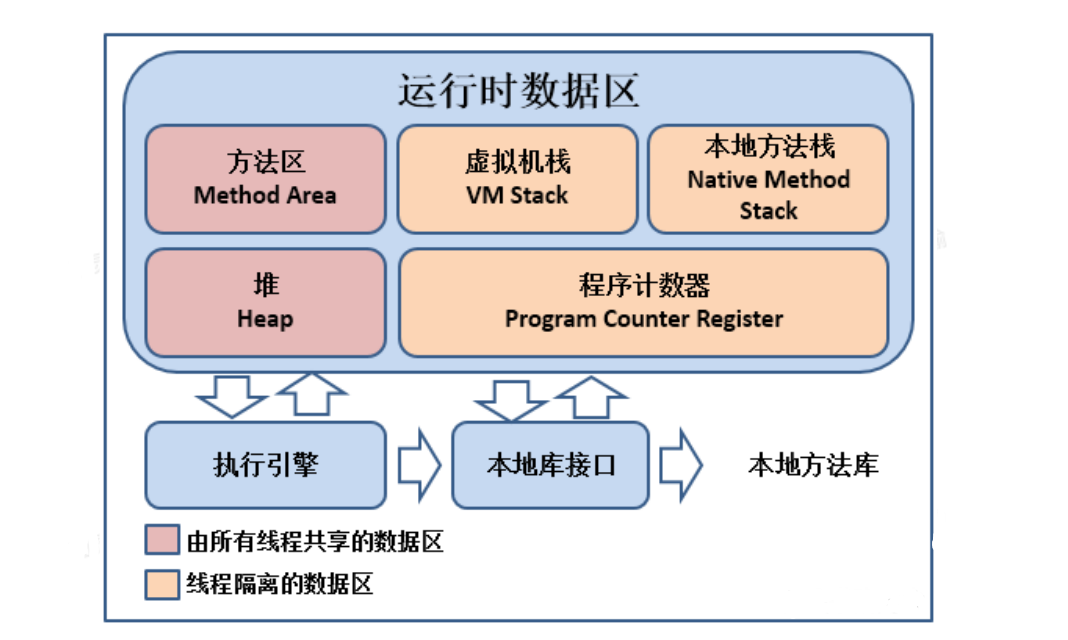 运行时数据区
方法区
Method Area
虚拟机栈
VM Stack
本地方法栈
Native Method
Stack
堆
Heap
程序计数器
Program Counter Register
执行引擎
本地库接口
本地方法库
由所有线程共享的数据区
线程隔离的数据区